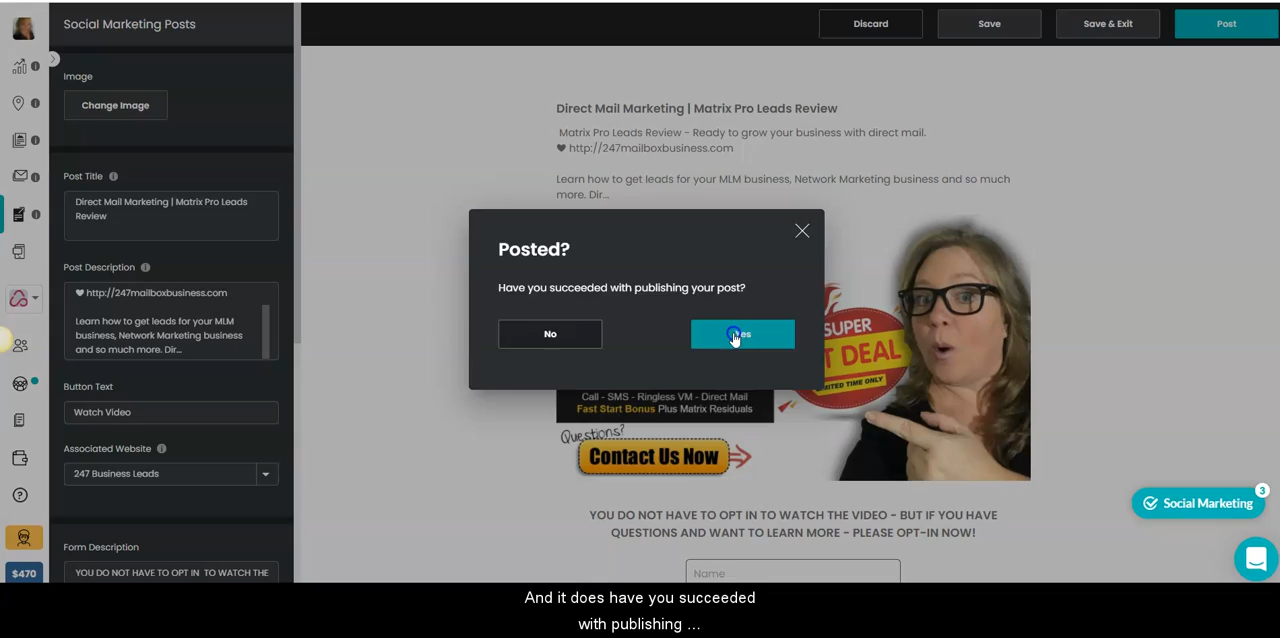 Social Marketing Posts
Discard
Save
Save & Exit
Post
Image
Change Image
Post Title
Direct Mail Marketing | Matrix Pro Leads
Review
Post Description
❤ http://247mailboxbusiness.com
Learn how to get leads for your MLM
business, Network Marketing business
and so much more. Dir...
Button Text
Watch Video
Associated Website
247 Business Leads
Form Description
YOU DO NOT HAVE TO OPT IN TO WATCH THE
$470
Direct Mail Marketing | Matrix Pro Leads Review
Matrix Pro Leads Review - Ready to grow your business with direct mail.
❤ http://247mailboxbusiness.com
Learn how to get leads for your MLM business, Network Marketing business and so much
more. Dir...
Posted?
Have you succeeded with publishing your post?
No
SUPER
DEAL
LIMITED TIME ONLY
Call - SMS - Ringless VM - Direct Mail
Fast Start Bonus Plus Matrix Residuals
Questions?
Contact Us Now
YOU DO NOT HAVE TO OPT IN TO WATCH THE VIDEO - BUT IF YOU HAVE
QUESTIONS AND WANT TO LEARN MORE - PLEASE OPT-IN NOW!
Name
3
Social Marketing
And it does have you succeeded
with publishing ...